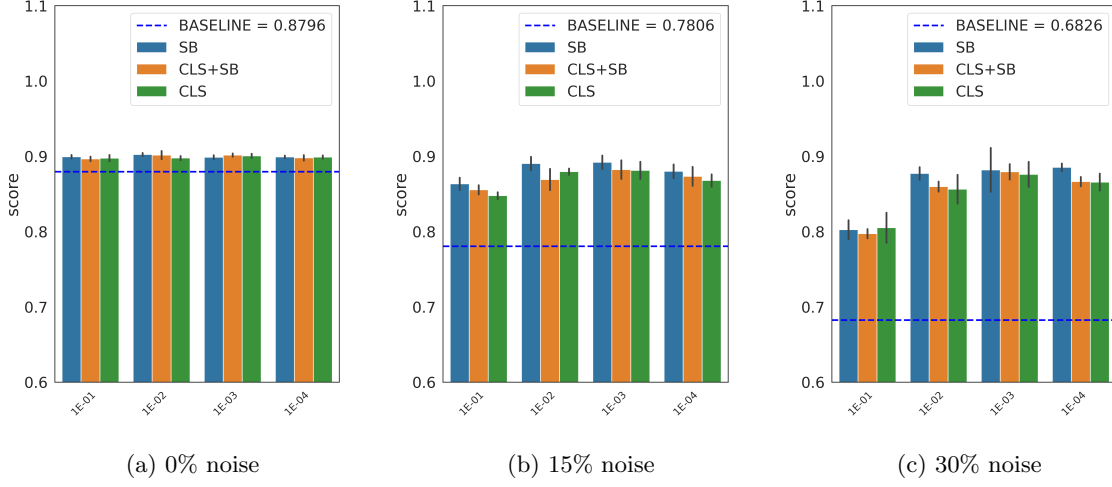 1.1
1.0
0.9
0.8
0.7
0.6
score
BASELINE = 0.8796
SB
CLS+SB
CLS
1E-01
1E-02
1E-03
1E-04
(a) 0% noise
1.1
1.0
0.9
0.8
0.7
0.6
score
BASELINE = 0.7806
SB
CLS+SB
CLS
1E-01
1E-02
1E-03
1E-04
(b) 15% noise
1.1
1.0
0.9
0.8
0.7
0.6
score
BASELINE = 0.6826
SB
CLS+SB
CLS
1E-01
1E-02
1E-03
1E-04
(c) 30% noise